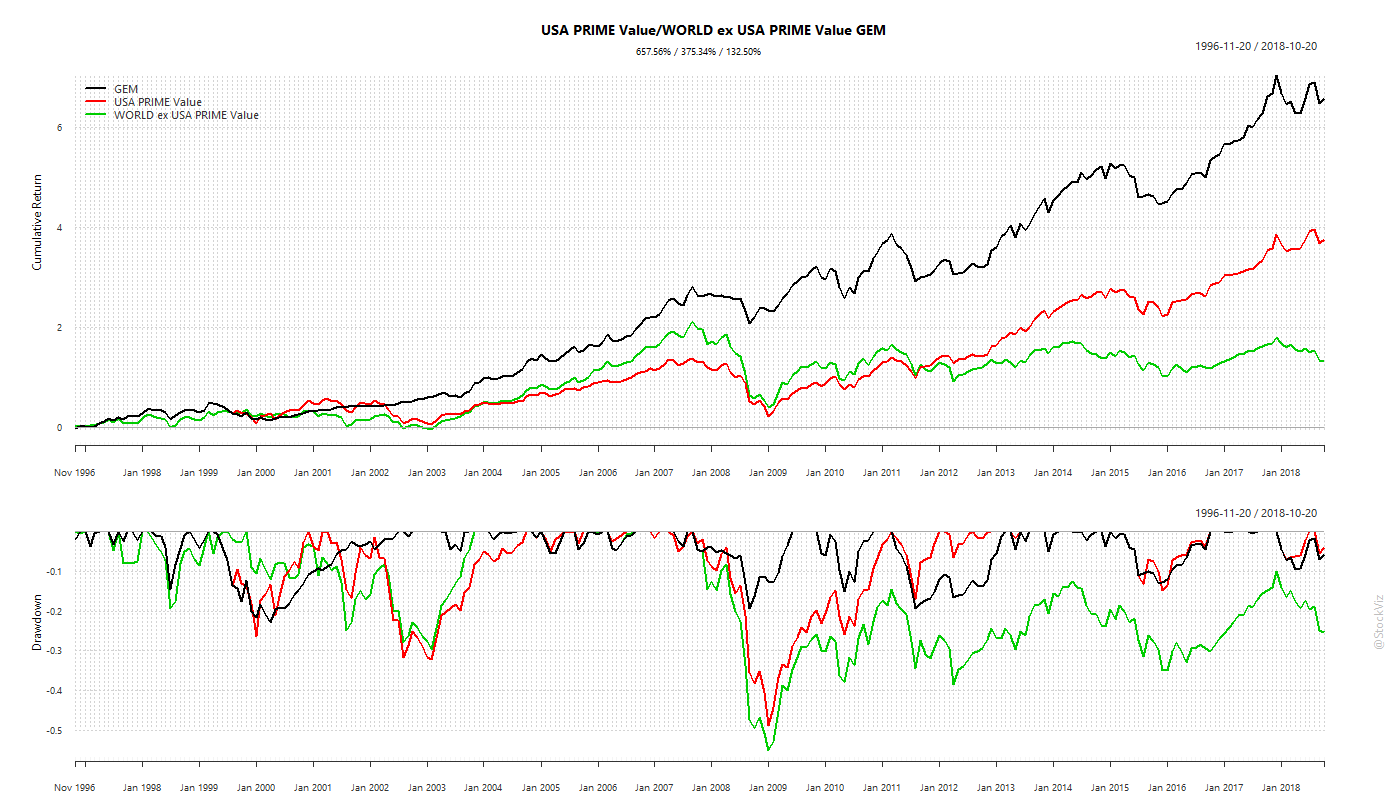 USA PRIME Value/WORLD ex USA PRIME Value GEM
657.56% / 375.34% / 132.50%
1996-11-20 / 2018-10-20
GEM
USA PRIME Value
WORLD ex USA PRIME Value
Cumulative Return
6
4
2
0
Nov 1996 Jan 1998 Jan 1999 Jan 2000 Jan 2001 Jan 2002 Jan 2003 Jan 2004 Jan 2005 Jan 2006 Jan 2007 Jan 2008 Jan 2009 Jan 2010 Jan 2011 Jan 2012 Jan 2013 Jan 2014 Jan 2015 Jan 2016 Jan 2017 Jan 2018
1996-11-20 / 2018-10-20
Drawdown
-0.1
-0.2
-0.3
-0.4
-0.5
Nov 1996 Jan 1998 Jan 1999 Jan 2000 Jan 2001 Jan 2002 Jan 2003 Jan 2004 Jan 2005 Jan 2006 Jan 2007 Jan 2008 Jan 2009 Jan 2010 Jan 2011 Jan 2012 Jan 2013 Jan 2014 Jan 2015 Jan 2016 Jan 2017 Jan 2018
@StockViz